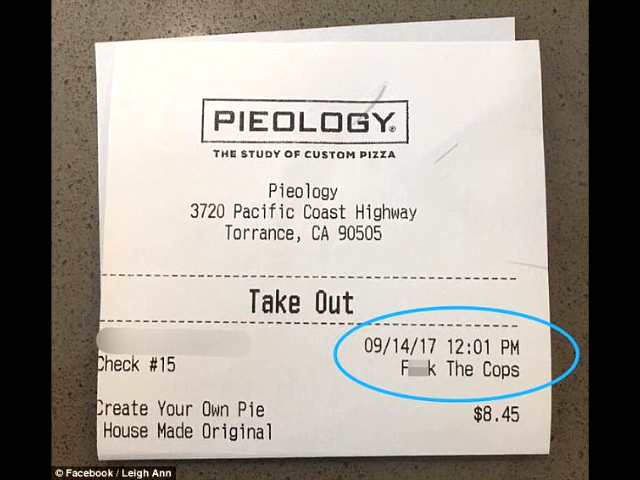 PIEOLOGY®
THE STUDY OF CUSTOM PIZZA
Pieology
3720 Pacific Coast Highway
Torrance, CA 90505
Take Out
09/14/17 12:01 PM
Check #15
F k The Cops
Create Your Own Pie $8.45
House Made Original
© Facebook / Leigh Ann